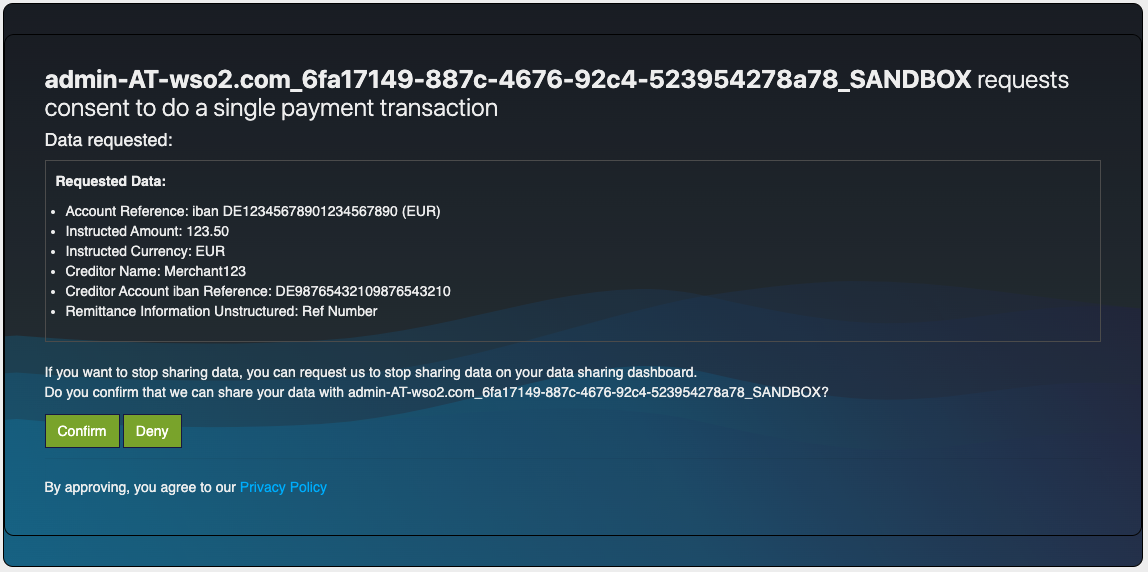 admin-AT-wso2.com_6fa17149-887c-4676-92c4-523954278a78_SANDBOX requests
consent to do a single payment transaction
Data requested:
Requested Data:
• Account Reference: iban DE12345678901234567890 (EUR)
• Instructed Amount: 123.50
• Instructed Currency: EUR
• Creditor Name: Merchant123
• Creditor Account iban Reference: DE98765432109876543210
• Remittance Information Unstructured: Ref Number
If you want to stop sharing data, you can request us to stop sharing data on your data sharing dashboard.
Do you confirm that we can share your data with admin-AT-wso2.com_6fa17149-887c-4676-92c4-523954278a78_SANDBOX?
Confirm Deny
By approving, you agree to our Privacy Policy